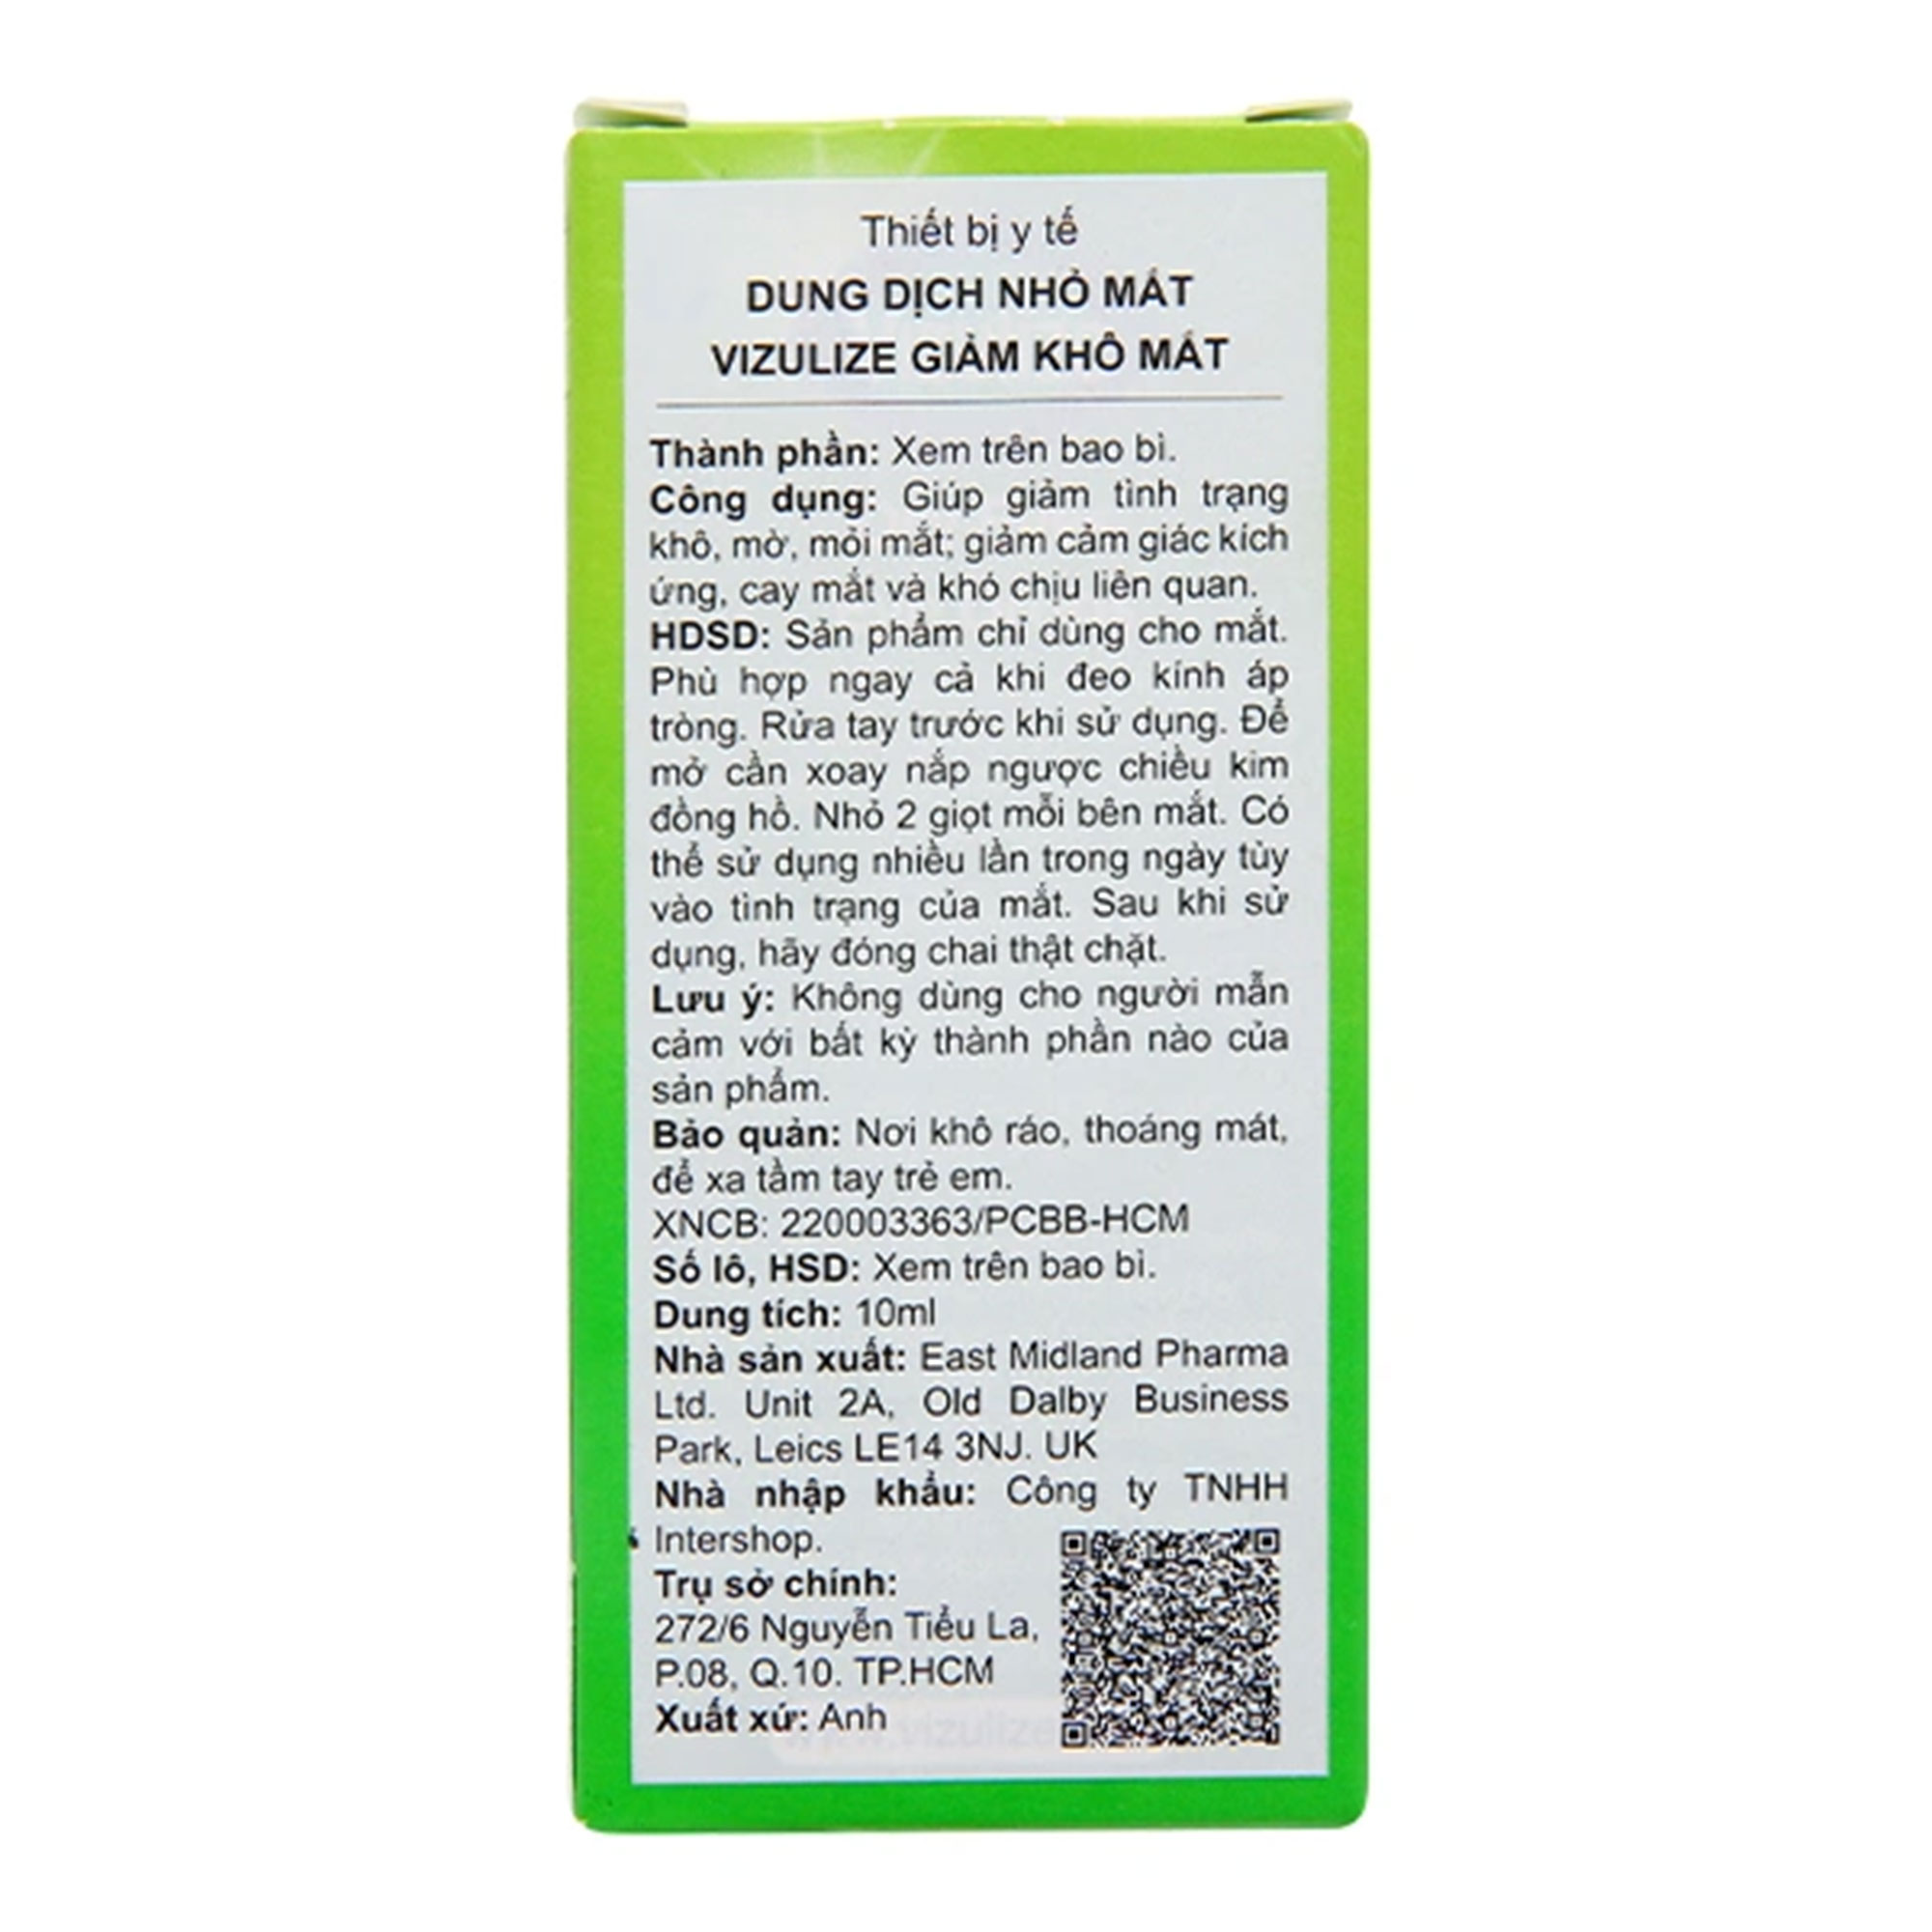 Thiết bị y tế
DUNG DỊCH NHỎ MẮT
VIZULIZE GIẢM KHÔ MẮT
Thành phần: Xem trên bao bì.
Công dụng: Giúp giảm tình trạng
khô, mờ, mỏi mắt; giảm cảm giác kích
ứng, cay mắt và khó chịu liên quan.
HDSD: Sản phẩm chỉ dùng cho mắt.
Phù hợp ngay cả khi đeo kính áp
tròng. Rửa tay trước khi sử dụng. Để
mở cần xoay nắp ngược chiều kim
đồng hồ. Nhỏ 2 giọt mỗi bên mắt. Có
thể sử dụng nhiều lần trong ngày tùy
vào tình trạng của mắt. Sau khi sử
dụng, hãy đóng chai thật chặt.
Lưu ý: Không dùng cho người mẫn
cảm với bất kỳ thành phần nào của
sản phẩm.
Bảo quản: Nơi khô ráo, thoáng mát,
để xa tầm tay trẻ em.
XNCB: 220003363/PCBB-HCM
Số lô, HSD: Xem trên bao bì.
Dung tích: 10ml
Nhà sản xuất: East Midland Pharma
Ltd. Unit 2A, Old Dalby Business
Park, Leics LE14 3NJ. UK
Nhà nhập khẩu: Công ty TNHH
Intershop.
Trụ sở chính:
272/6 Nguyễn Tiểu La,
P.08, Q.10. TP.HCM
Xuất xứ: Anh